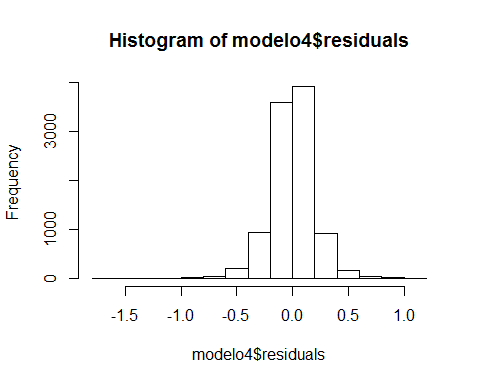 Histogram of modelo4$residuals
Frequency
3000
1000
0
-1.5 -1.0 -0.5 0.0 0.5 1.0
modelo4$residuals